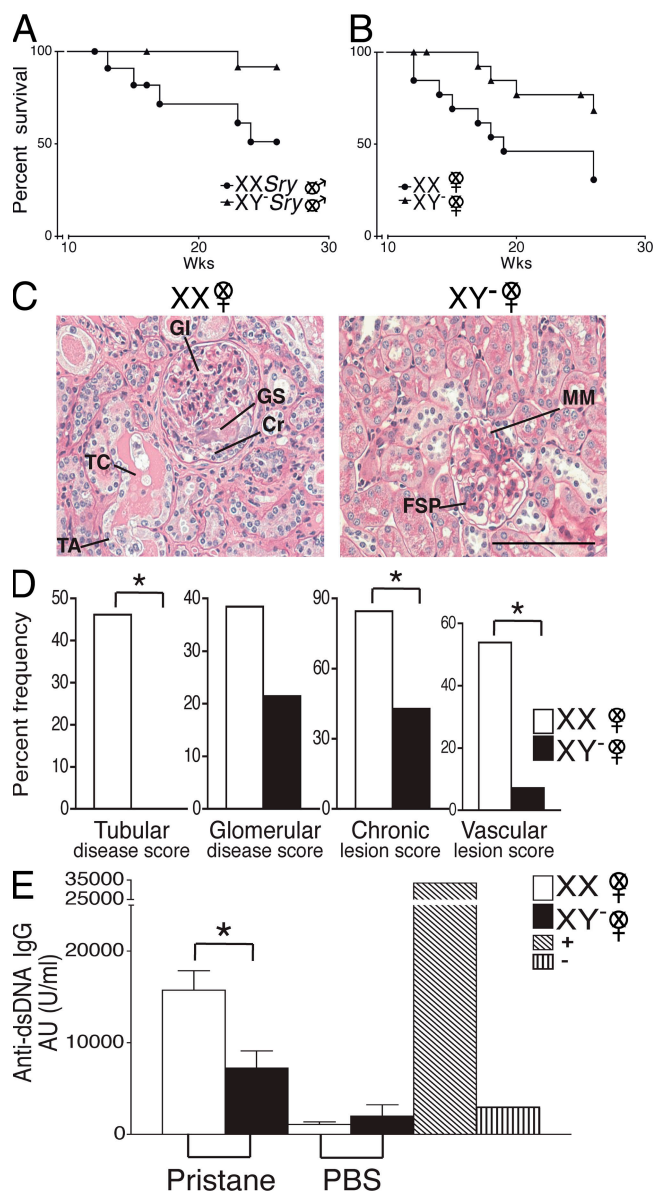 A
100
50
0
Percent survival
XXSry ⚥
XY⁻Sry ⚥
10 20 30
Wks
B
100
50
0
XX ♀
XY⁻ ♀
10 20 30
Wks
C XX ♀ XY⁻ ♀
GI
GS
Cr
TC
TA
MM
FSP
D
Percent frequency
50
40
30
20
10
0
*
Tubular
disease score
40
30
20
10
0
Glomerular
disease score
90
60
30
0
*
Chronic
lesion score
60
40
20
0
*
Vascular
lesion score
XX ♀
XY⁻ ♀
E
Anti-dsDNA IgG
AU (U/ml)
35000
25000
20000
10000
0
*
Pristane PBS
XX ♀
XY⁻ ♀
+
-